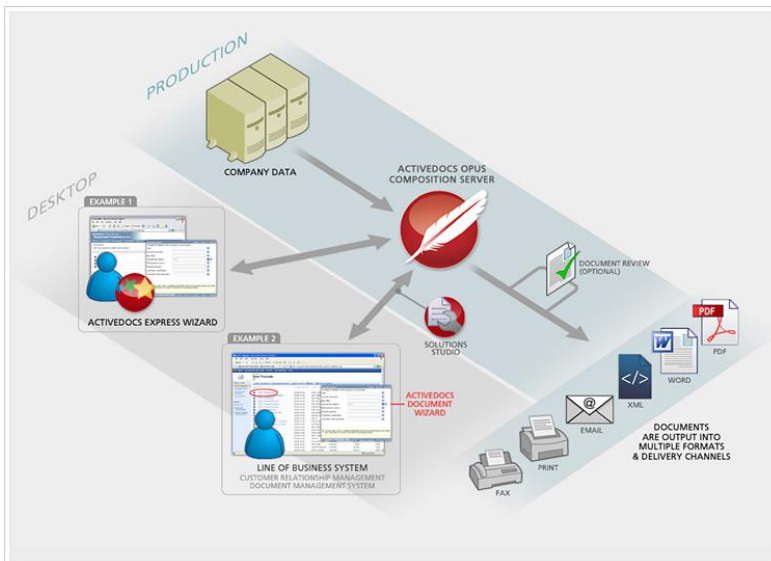 PRODUCTION
COMPANY DATA
ACTIVEDOCS OPUS
COMPOSITION SERVER
DESKTOP
EXAMPLE 1
ACTIVEDOCS EXPRESS WIZARD
DOCUMENT REVIEW
(OPTIONAL)
SOLUTIONS
STUDIO
EXAMPLE 2
ACTIVEDOCS
DOCUMENT
WIZARD
LINE OF BUSINESS SYSTEM
CUSTOMER RELATIONSHIP MANAGEMENT
DOCUMENT MANAGEMENT SYSTEM
PDF
PDF
W
WORD
</>
XML
@
EMAIL
PRINT
FAX
DOCUMENTS
ARE OUTPUT INTO
MULTIPLE FORMATS
& DELIVERY CHANNELS